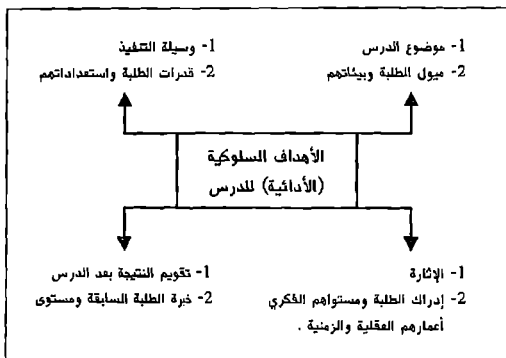 1- موضوع الدرس
2- ميول الطلبة وبيئاتهم
1- وسيلة التنفيذ
2- قدرات الطلبة واستعداداتهم
الأهداف السلوكية
(الأدائية) للدرس
1- الإثارة
2- إدراك الطلبة ومستواهم الفكري
أعمارهم العقلية والزمنية .
1- تقويم النتيجة بعد الدرس
2- خبرة الطلبة السابقة ومستوى